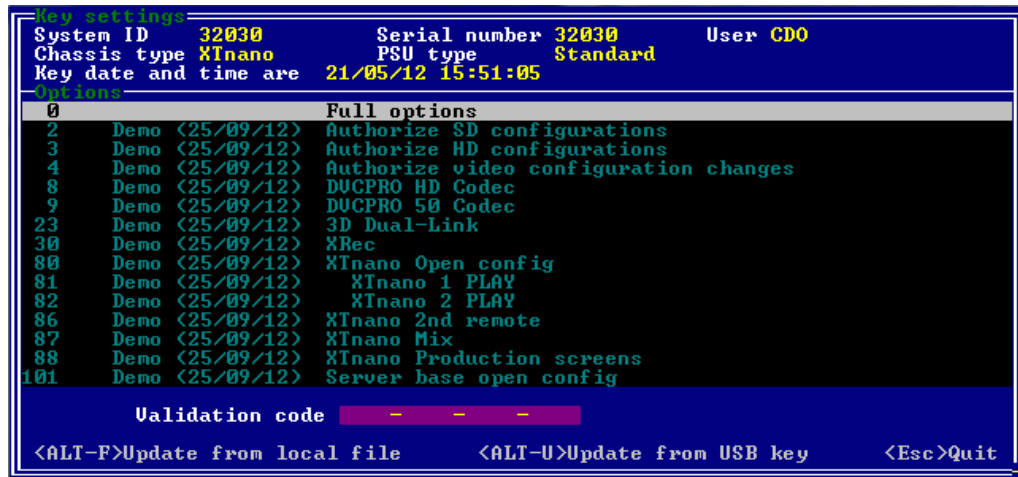 Key settings
System ID 32030 Serial number 32030 User CDO
Chassis type XTnano PSU type Standard
Key date and time are 21/05/12 15:51:05
Options
0 Full options
2 Demo (25/09/12) Authorize SD configurations
3 Demo (25/09/12) Authorize HD configurations
4 Demo (25/09/12) Authorize video configuration changes
8 Demo (25/09/12) DVCPRO HD Codec
9 Demo (25/09/12) DVCPRO 50 Codec
23 Demo (25/09/12) 3D Dual-Link
30 Demo (25/09/12) XRec
80 Demo (25/09/12) XTnano Open config
81 Demo (25/09/12) XTnano 1 PLAY
82 Demo (25/09/12) XTnano 2 PLAY
86 Demo (25/09/12) XTnano 2nd remote
87 Demo (25/09/12) XTnano Mix
88 Demo (25/09/12) XTnano Production screens
101 Demo (25/09/12) Server base open config
Validation code - - -
<ALT-F>Update from local file <ALT-U>Update from USB key <Esc>Quit